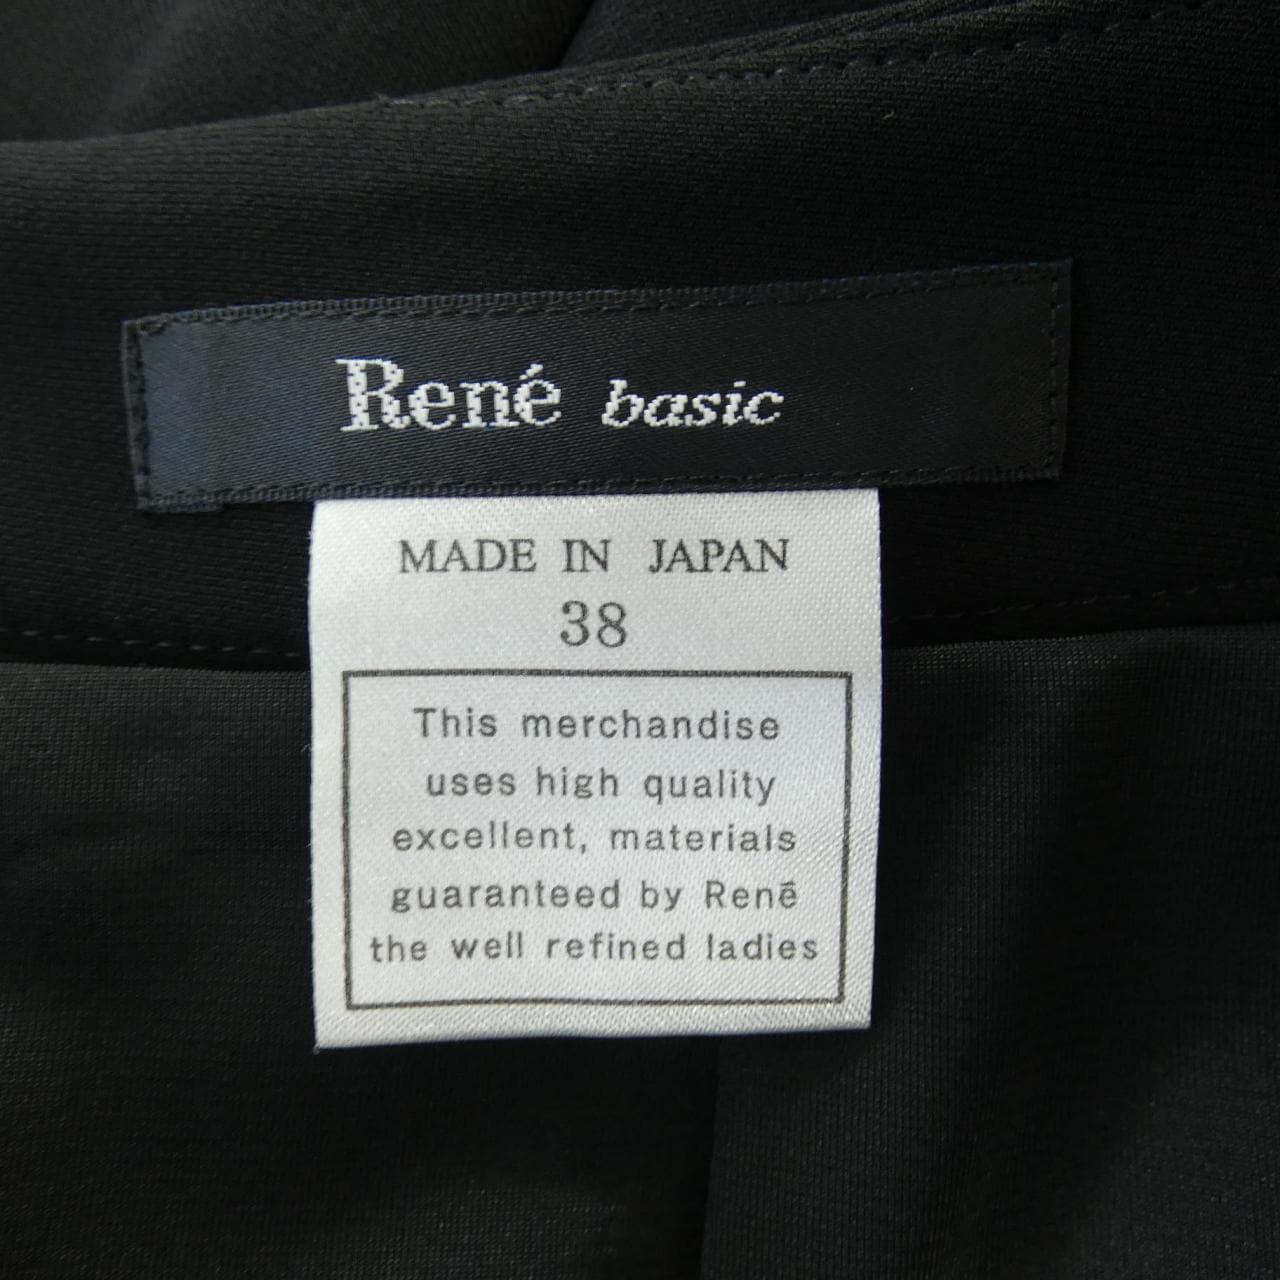 René basic
MADE IN JAPAN
38
This merchandise
uses high quality
excellent, materials
guaranteed by Renē
the well refined ladies